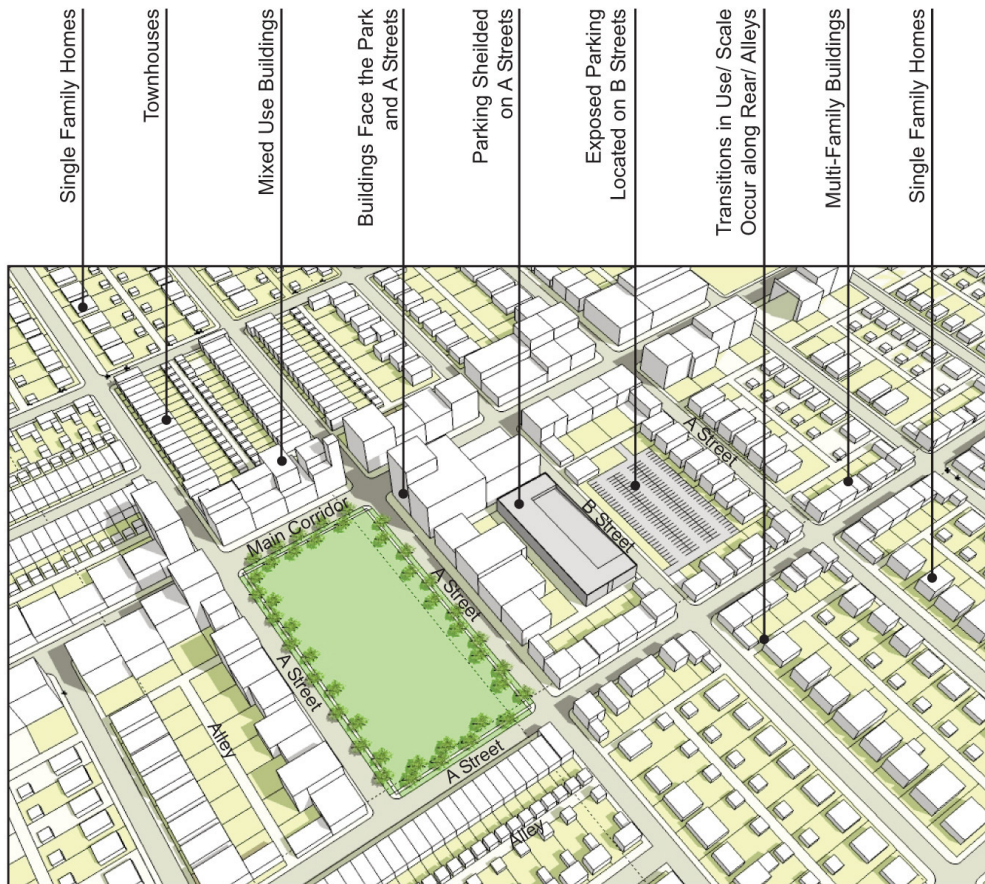 Single Family Homes
Townhouses
Mixed Use Buildings
Buildings Face the Park
and A Streets
Parking Sheilded
on A Streets
Exposed Parking
Located on B Streets
Transitions in Use/ Scale
Occur along Rear/ Alleys
Multi-Family Buildings
Single Family Homes
A Street
Main Corridor
B Street
A Street
A Street
Alley
A Street
Alley